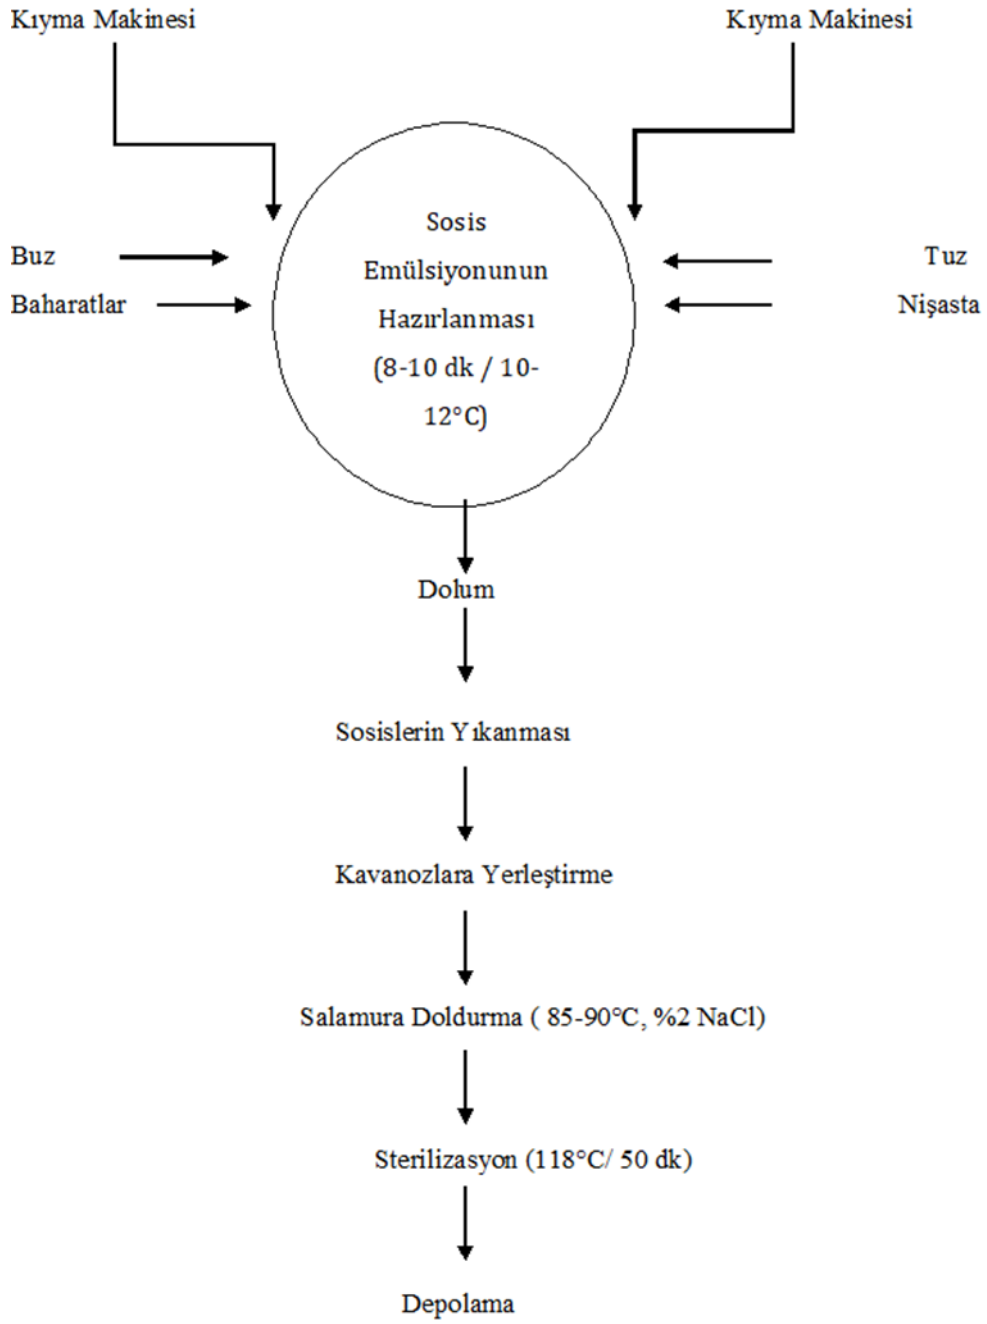 Kıyma Makinesi
Kıyma Makinesi
Sosis
Emülsiyonunun
Hazırlanması
(8-10 dk / 10-
12°C)
Buz
Baharatlar
Tuz
Nişasta
Dolum
Sosislerin Yıkanması
Kavanozlara Yerleştirme
Salamura Doldurma ( 85-90°C, %2 NaCl)
Sterilizasyon (118°C/ 50 dk)
Depolama